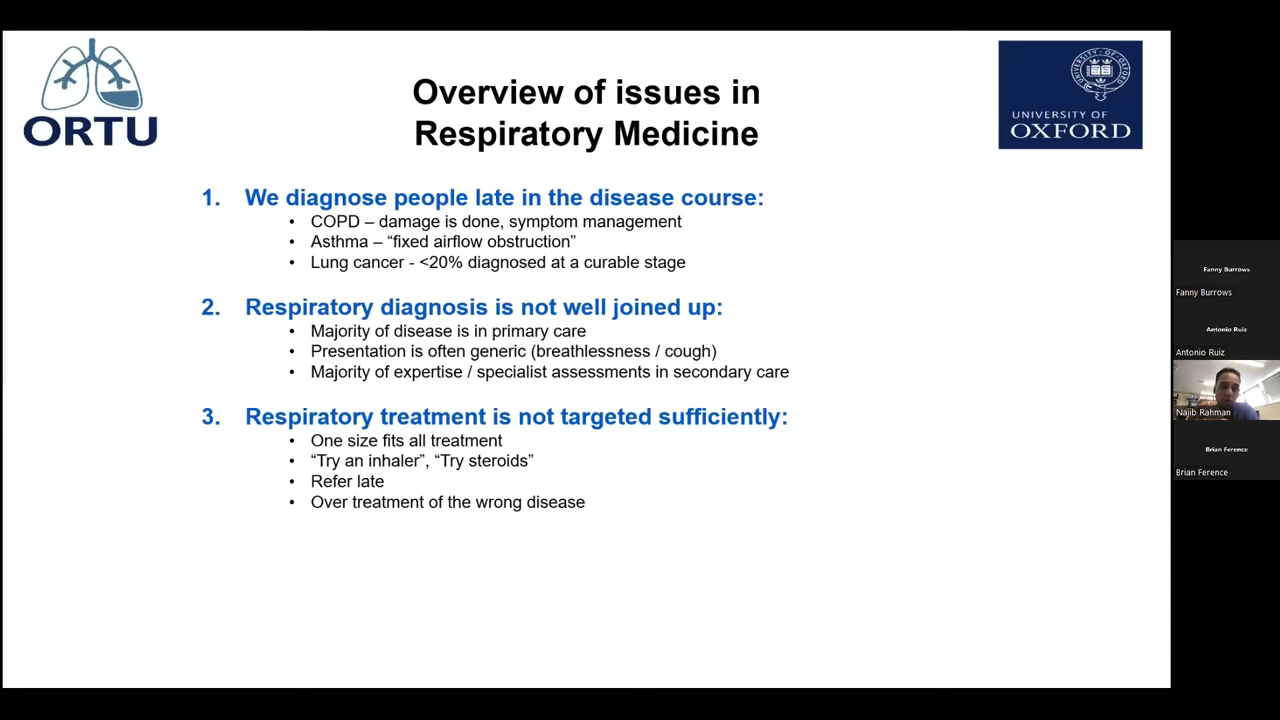 ORTU
Overview of issues in
Respiratory Medicine
UNIVERSITY OF OXFORD
UNIVERSITY OF
OXFORD
1. We diagnose people late in the disease course:
• COPD – damage is done, symptom management
• Asthma – “fixed airflow obstruction”
• Lung cancer - <20% diagnosed at a curable stage
2. Respiratory diagnosis is not well joined up:
• Majority of disease is in primary care
• Presentation is often generic (breathlessness / cough)
• Majority of expertise / specialist assessments in secondary care
3. Respiratory treatment is not targeted sufficiently:
• One size fits all treatment
• “Try an inhaler”, “Try steroids”
• Refer late
• Over treatment of the wrong disease
Fanny Burrows
Fanny Burrows
Antonio Ruiz
Antonio Ruiz
Najib Rahman
Brian Ference
Brian Ference